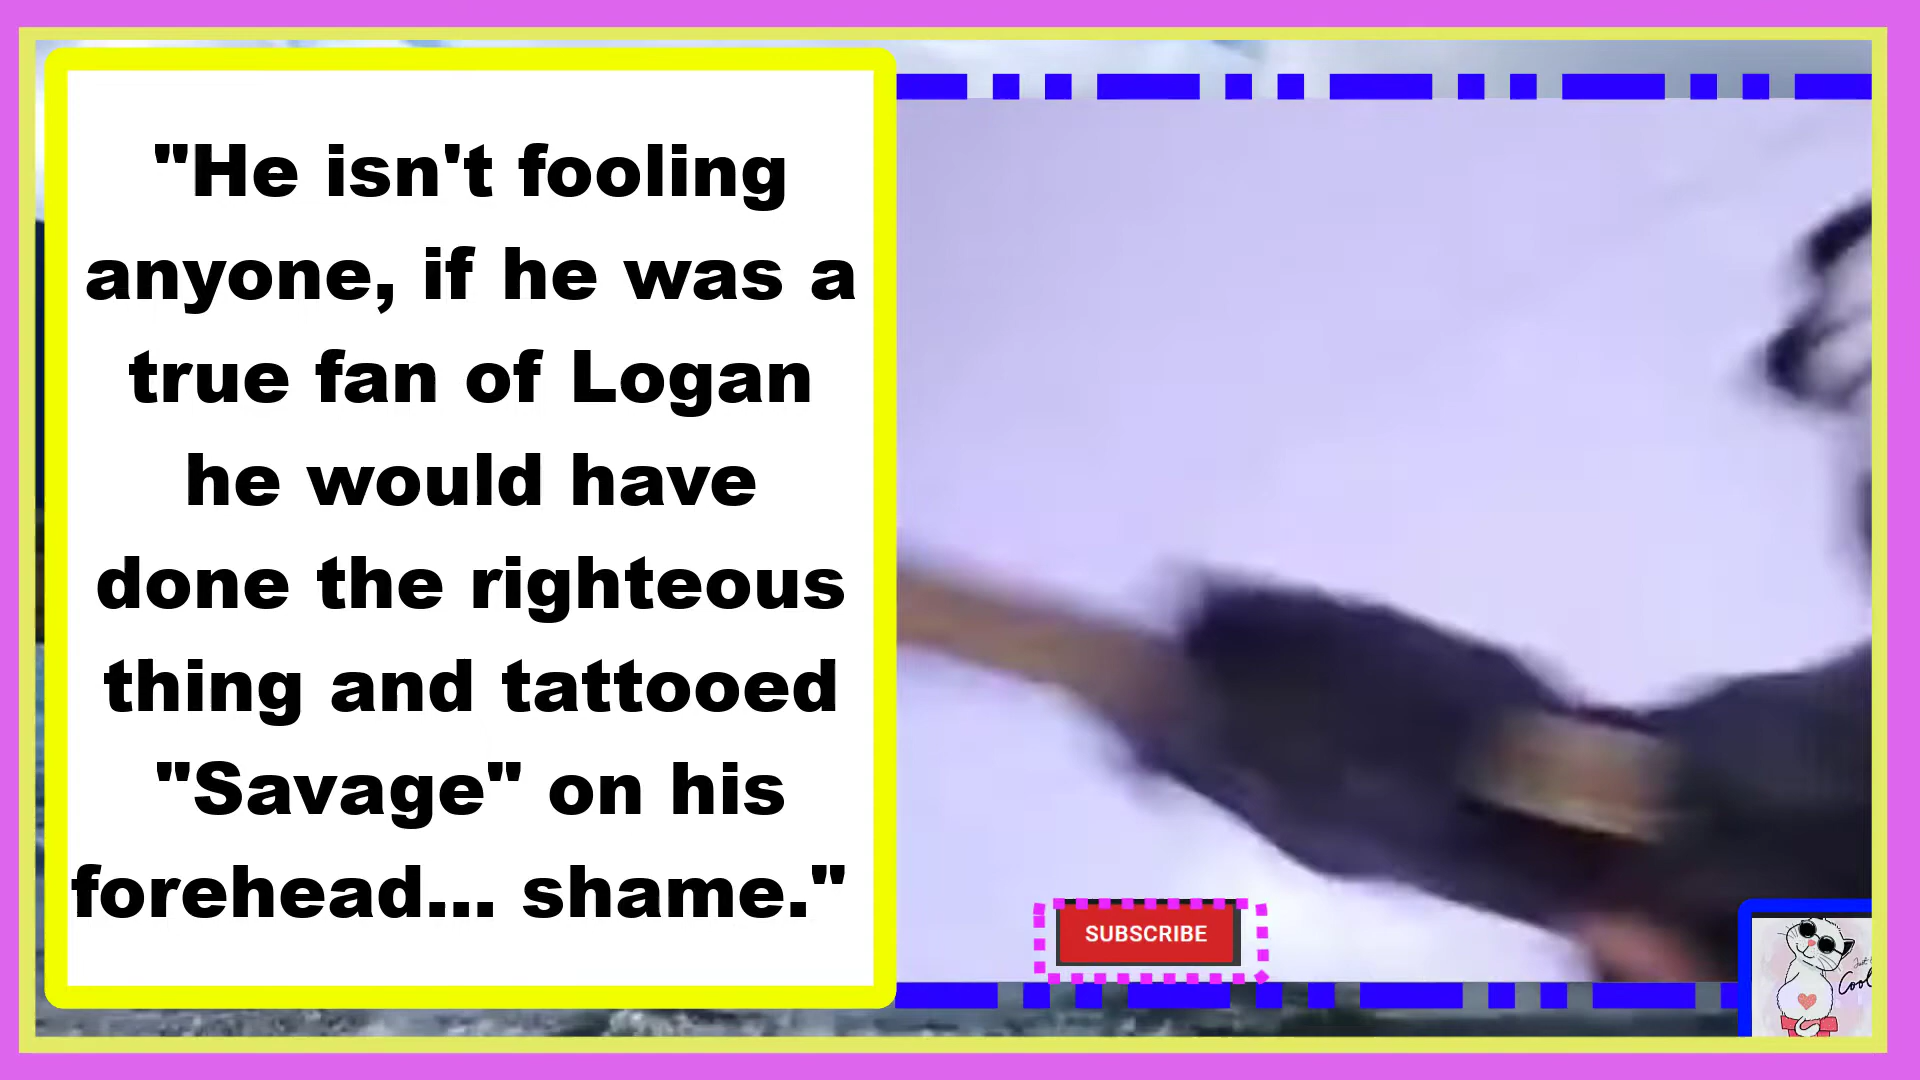 "He isn't fooling
anyone, if he was a
true fan of Logan
he would have
done the righteous
thing and tattooed
"Savage" on his
forehead... shame."
SUBSCRIBE
Cool